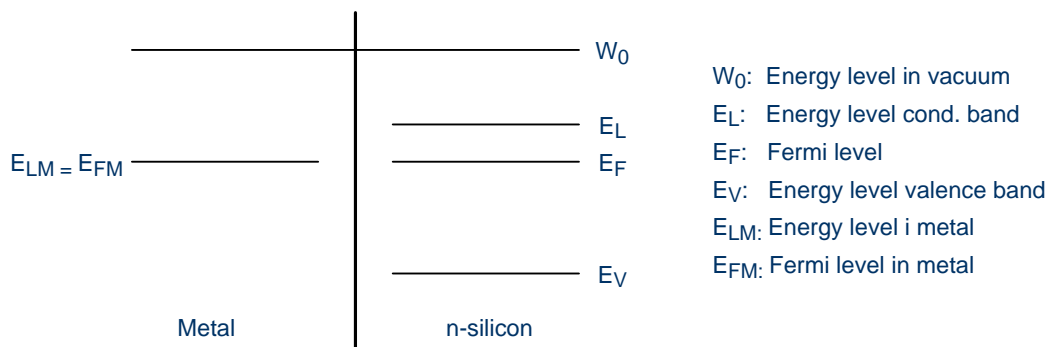 W0
EL
ELM = EFM
EF
EV
Metal
n-silicon
W0: Energy level in vacuum
EL: Energy level cond. band
EF: Fermi level
EV: Energy level valence band
ELM: Energy level i metal
EFM: Fermi level in metal